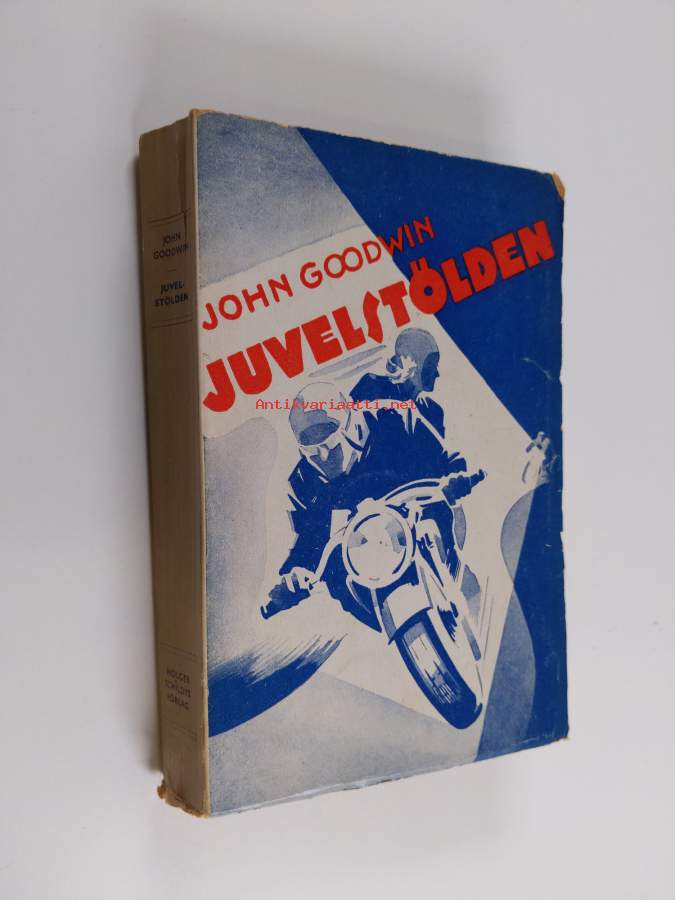 JOHN GOODWIN
JUVELSTÖLDEN
Antikvariaatti.net
JOHN
GOODWIN
JUVEL-
STÖLDEN
HOLGER
SCHILDTS
FÖRLAG